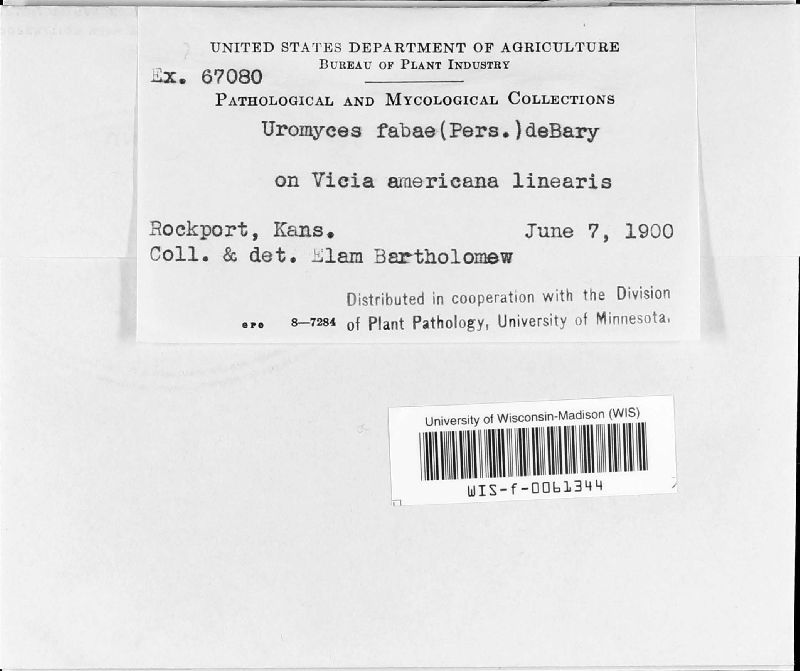 UNITED STATES DEPARTMENT OF AGRICULTURE
BUREAU OF PLANT INDUSTRY
Ex. 67080
PATHOLOGICAL AND MYCOLOGICAL COLLECTIONS
Uromyces fabae(Pers.)deBary
on Vicia americana linearis
Rockport, Kans. June 7, 1900
Coll. & det. Elam Bartholomew
Distributed in cooperation with the Division
GPO 8—7284 of Plant Pathology, University of Minnesota.
University of Wisconsin-Madison (WIS)
WIS-f-0061344